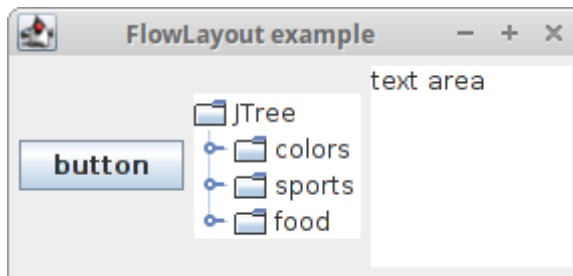 FlowLayout example
button
JTree
colors
sports
food
text area